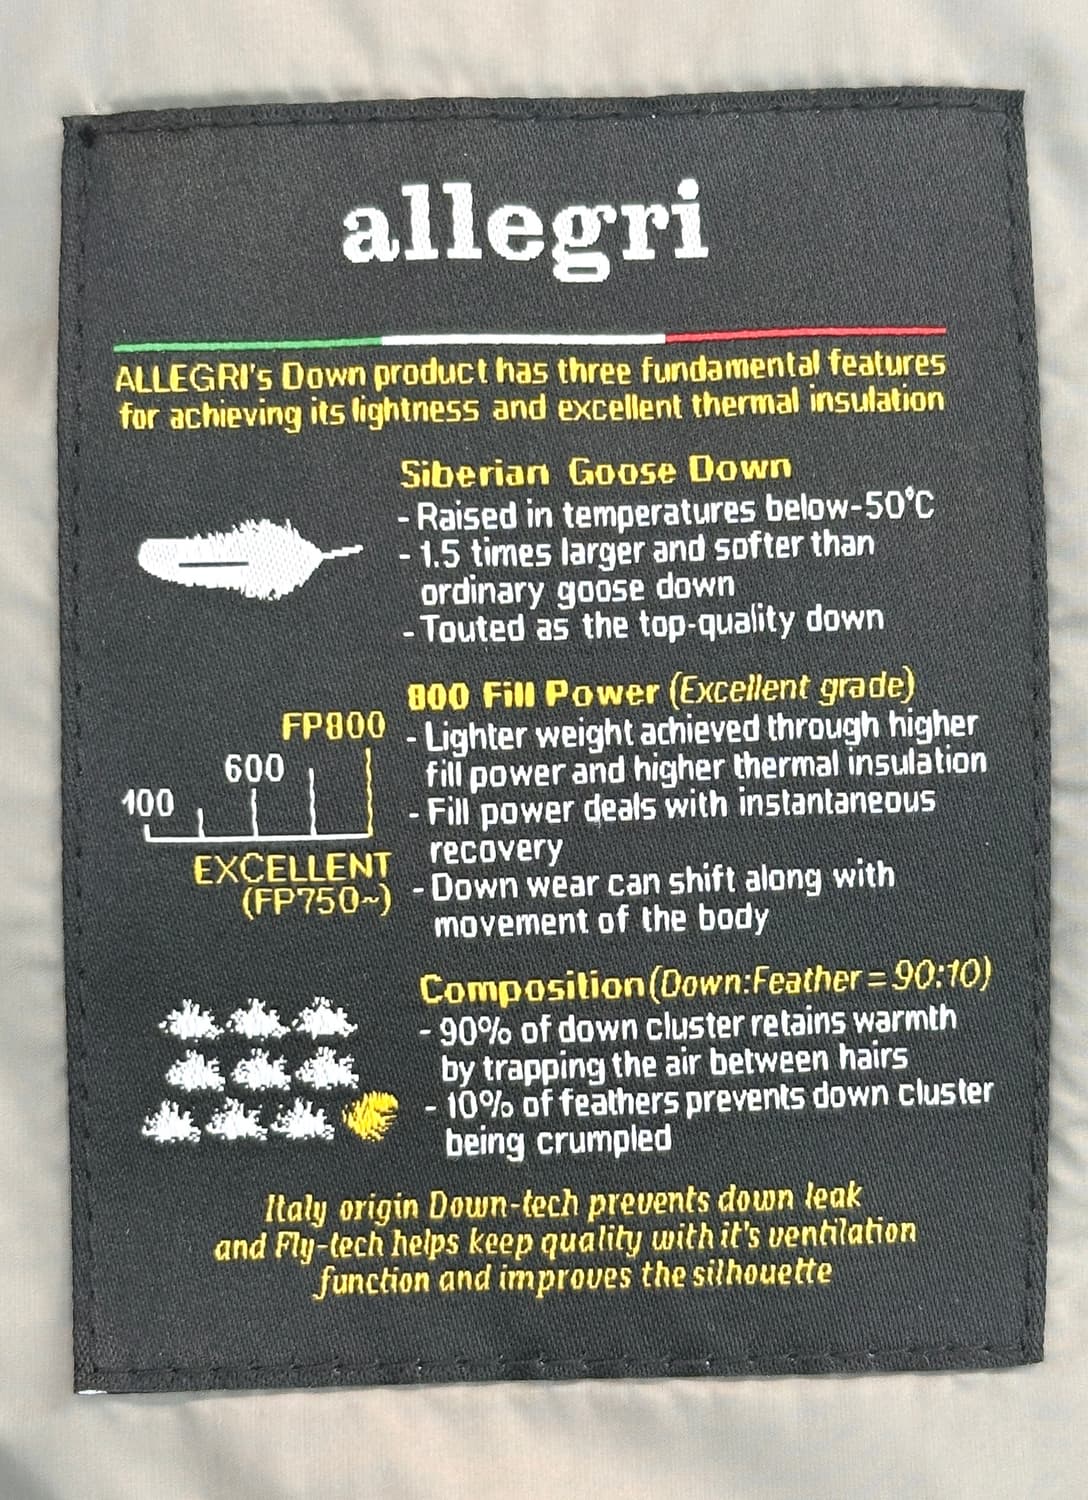 allegri
ALLEGRI's Down product has three fundamental features
for achieving its lightness and excellent thermal insulation
Siberian Goose Down
- Raised in temperatures below-50°C
- 1.5 times larger and softer than
ordinary goose down
- Touted as the top-quality down
800 Fill Power (Excellent grade)
FP800
600
400
EXCELLENT
(FP750~)
- Lighter weight achieved through higher
fill power and higher thermal insulation
- Fill power deals with instantaneous
recovery
- Down wear can shift along with
movement of the body
Composition(Down:Feather = 90:10)
- 90% of down cluster retains warmth
by trapping the air between hairs
- 10% of feathers prevents down cluster
being crumpled
Italy origin Down-tech prevents down leak
and Fly-tech helps keep quality with it's ventilation
function and improves the silhouette